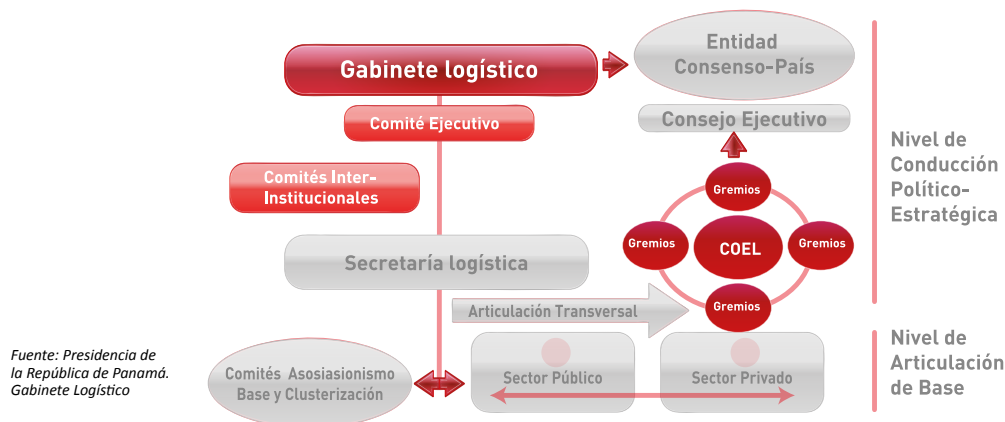 Gabinete logístico
Entidad
Consenso-País
Comité Ejecutivo
Consejo Ejecutivo
Comités Inter-
Institucionales
Nivel de
Conducción
Político-
Estratégica
Gremios
Gremios
COEL
Gremios
Gremios
Secretaría logística
Articulación Transversal
Fuente: Presidencia de
la República de Panamá.
Gabinete Logístico
Comités Asosiasionismo
Base y Clusterización
Sector Público
Sector Privado
Nivel de
Articulación
de Base